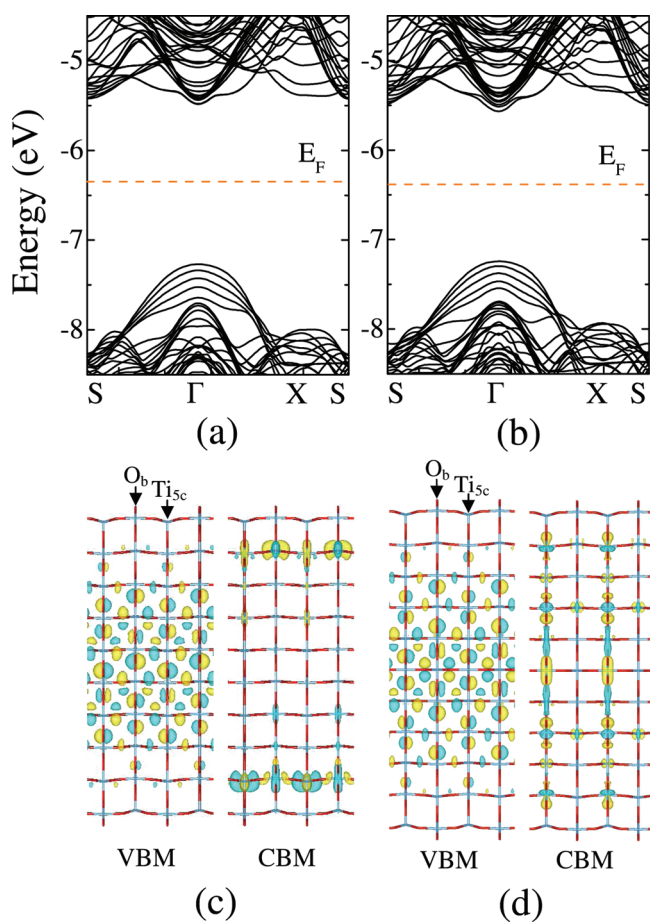 -5
-6
-7
-8
Energy (eV)
E_F
S Γ X S
(a)
-5
-6
-7
-8
E_F
S Γ X S
(b)
O_b
Ti_5c
VBM CBM
(c)
O_b
Ti_5c
VBM CBM
(d)